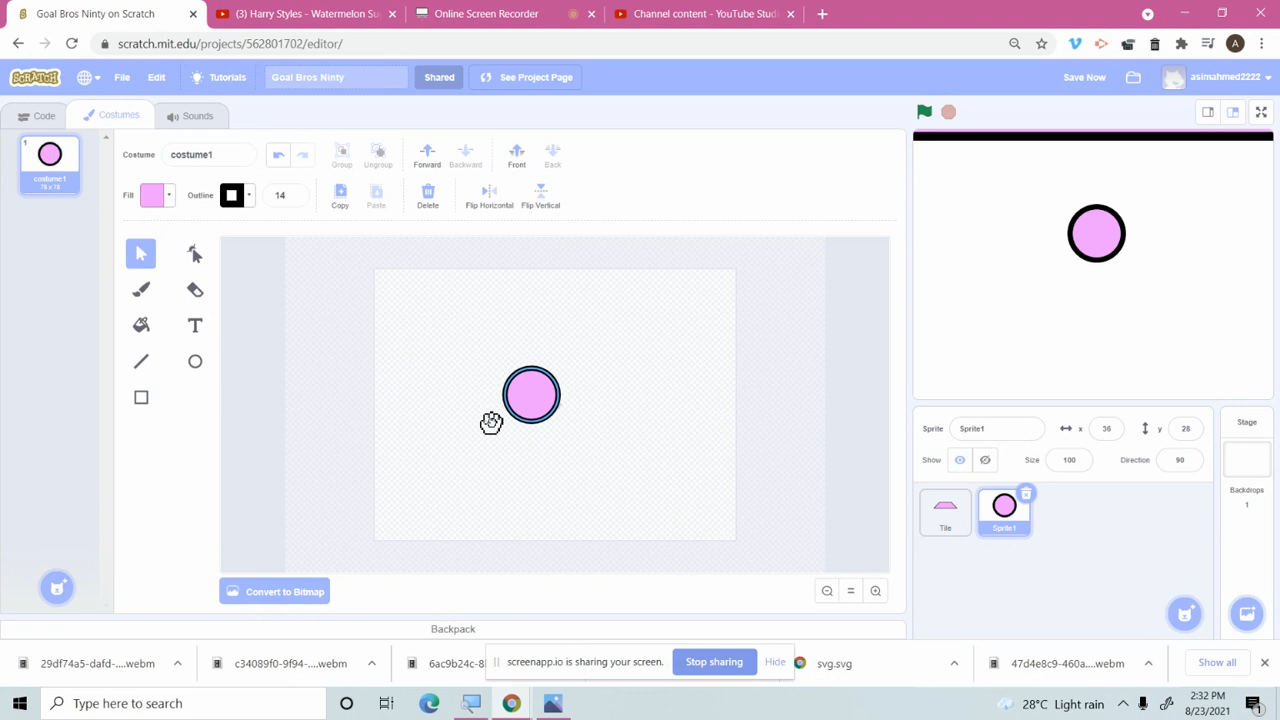 Goal Bros Ninty on Scratch
(3) Harry Styles - Watermelon Su
Online Screen Recorder
Channel content - YouTube Stud
scratch.mit.edu/projects/562801702/editor/
A
SCRATCH
File
Edit
Tutorials
Goal Bros Ninty
Shared
See Project Page
Save Now
asimahmed2222
Code
Costumes
Sounds
1
costume1
78 x 78
Costume
costume1
Group
Ungroup
Forward
Backward
Front
Back
Fill
Outline
14
Copy
Paste
Delete
Flip Horizontal
Flip Vertical
T
Convert to Bitmap
Backpack
Sprite
Sprite1
x
36
y
28
Show
Size
100
Direction
90
Tile
Sprite1
Stage
Backdrops
1
29df74a5-dafd-....webm
c34089f0-9f94-....webm
6ac9b24c-8
screenapp.io is sharing your screen.
Stop sharing
Hide
svg.svg
47d4e8c9-460a....webm
Show all
Type here to search
28°C Light rain
2:32 PM
8/23/2021
1